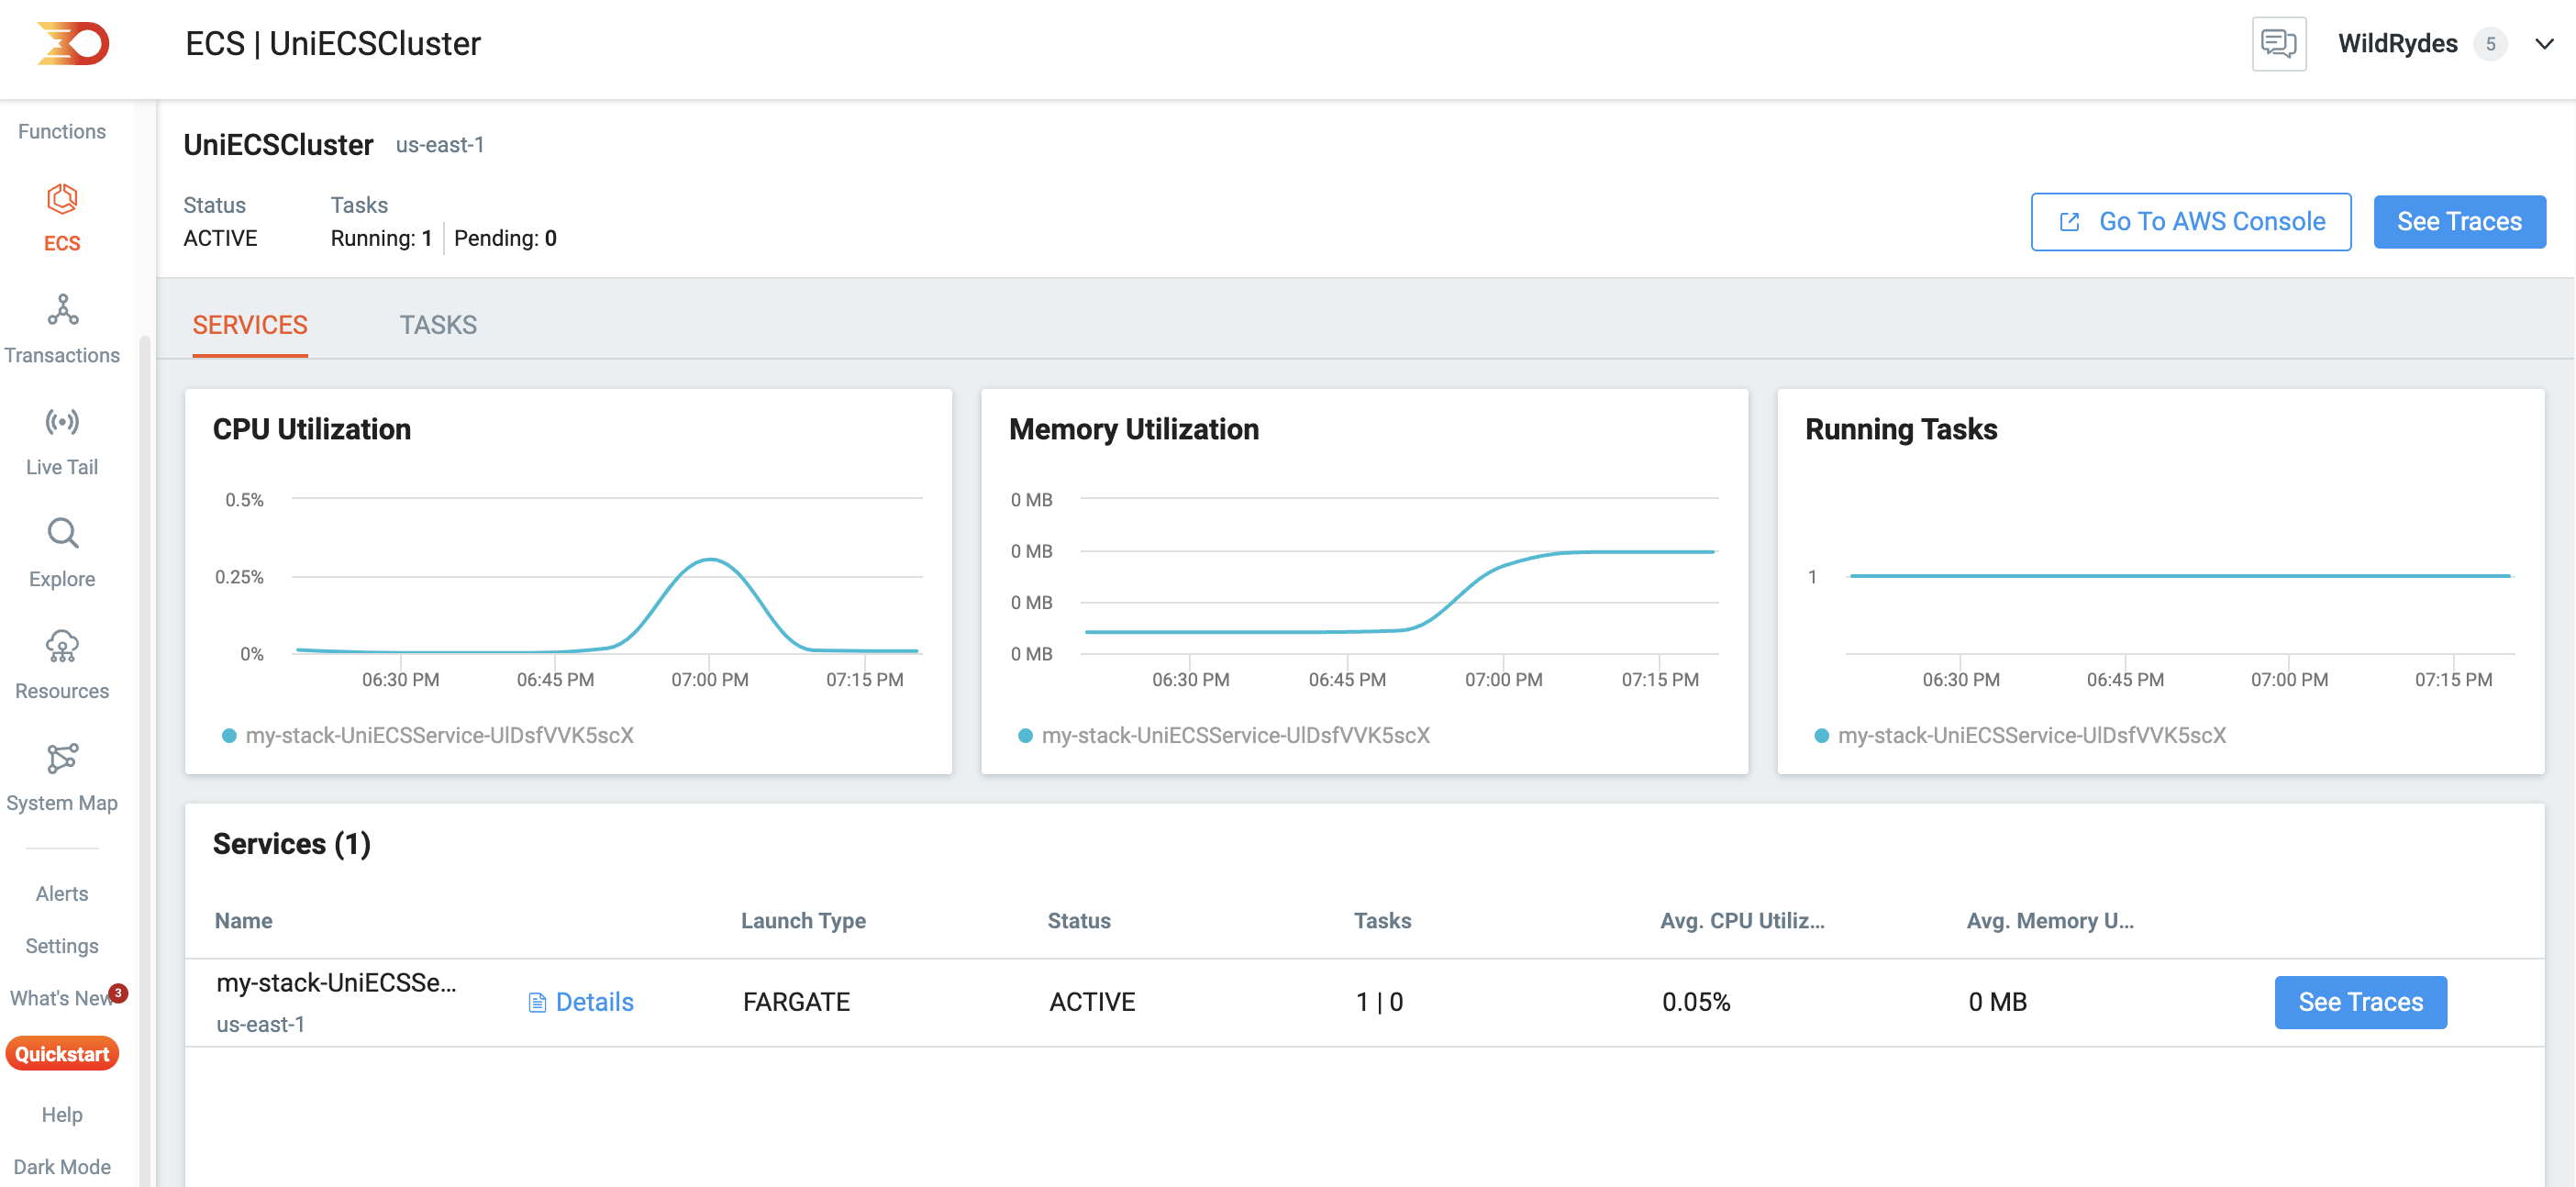 ECS | UniECSCluster
WildRydes 5
Functions
ECS
Transactions
Live Tail
Explore
Resources
System Map
Alerts
Settings
What's New 3
Quickstart
Help
Dark Mode
UniECSCluster us-east-1
Status Tasks
ACTIVE Running: 1 Pending: 0
Go To AWS Console See Traces
SERVICES TASKS
CPU Utilization
0.5%
0.25%
0%
06:30 PM 06:45 PM 07:00 PM 07:15 PM
my-stack-UniECSService-UlDsfVVK5scX
Memory Utilization
0 MB
0 MB
0 MB
0 MB
06:30 PM 06:45 PM 07:00 PM 07:15 PM
my-stack-UniECSService-UlDsfVVK5scX
Running Tasks
1
06:30 PM 06:45 PM 07:00 PM 07:15 PM
my-stack-UniECSService-UlDsfVVK5scX
Services (1)
Name Launch Type Status Tasks Avg. CPU Utiliz... Avg. Memory U...
my-stack-UniECSSe... Details FARGATE ACTIVE 1 | 0 0.05% 0 MB See Traces
us-east-1